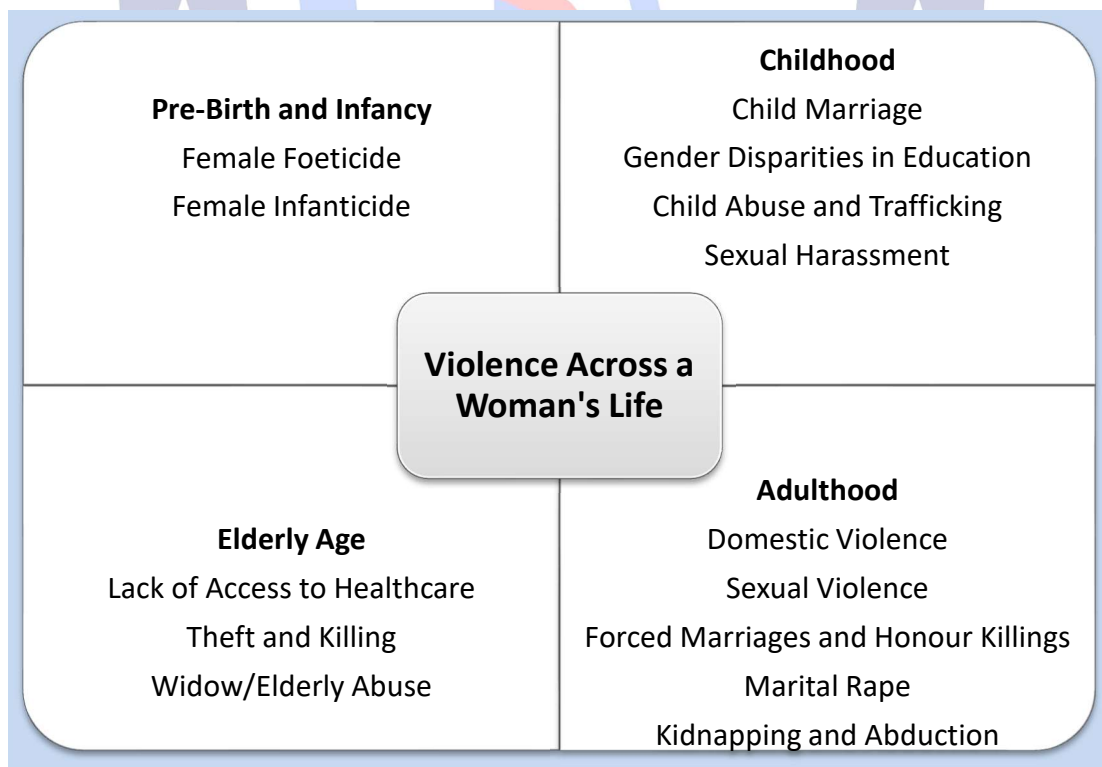 Pre-Birth and Infancy
Female Foeticide
Female Infanticide
Childhood
Child Marriage
Gender Disparities in Education
Child Abuse and Trafficking
Sexual Harassment
Violence Across a
Woman's Life
Elderly Age
Lack of Access to Healthcare
Theft and Killing
Widow/Elderly Abuse
Adulthood
Domestic Violence
Sexual Violence
Forced Marriages and Honour Killings
Marital Rape
Kidnapping and Abduction